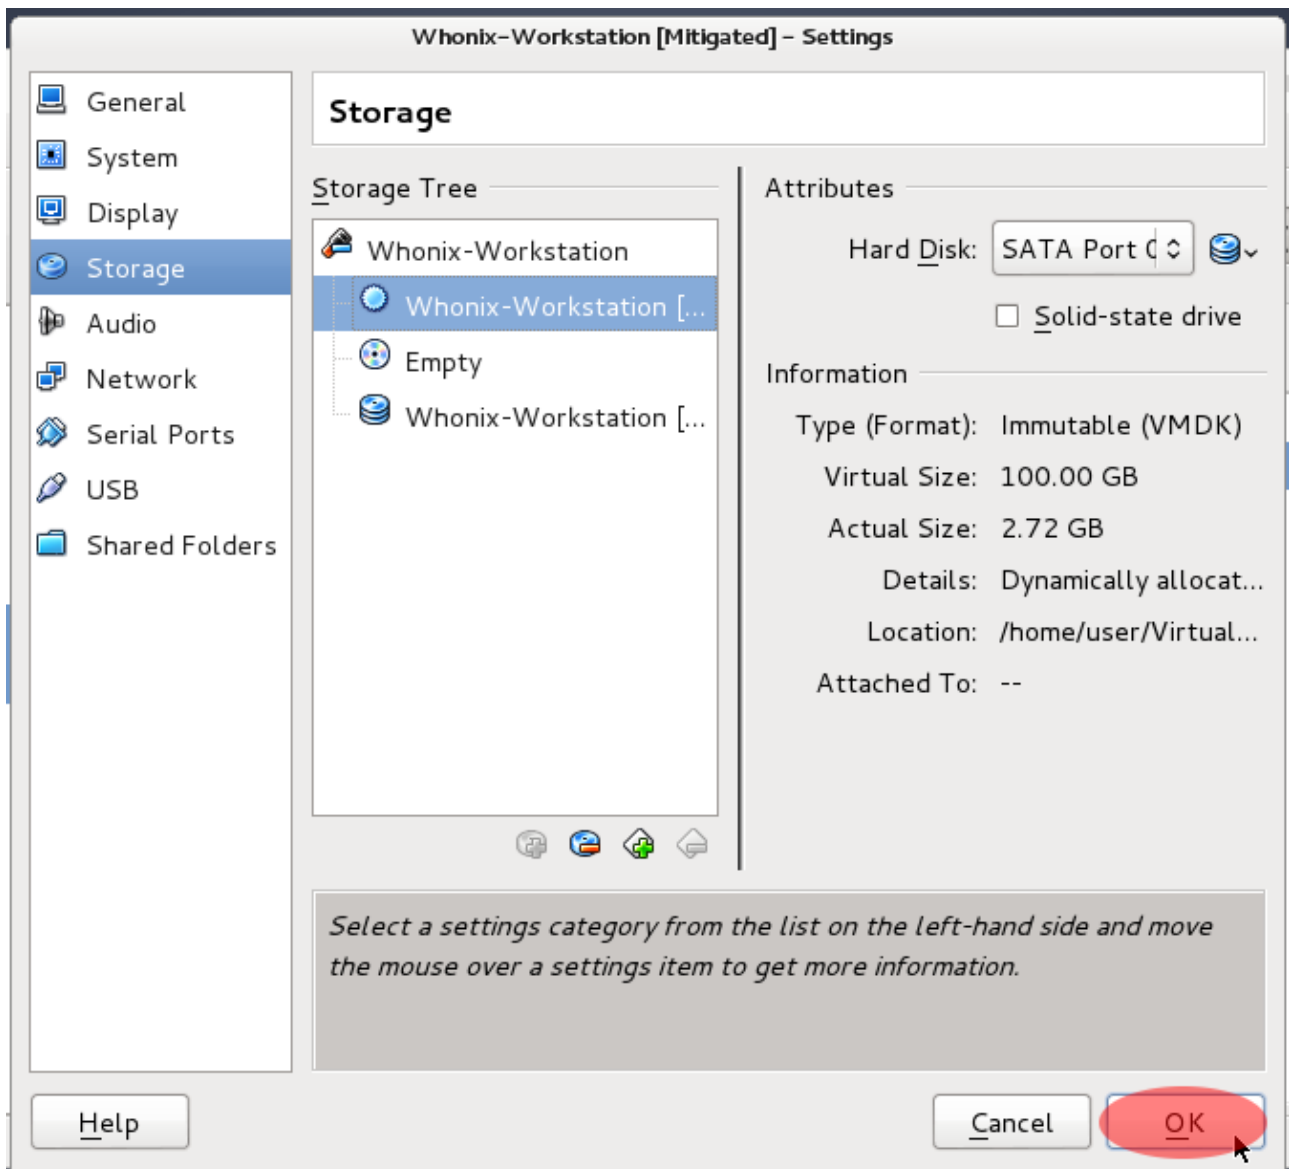 Whonix-Workstation [Mitigated] – Settings
General
System
Display
Storage
Audio
Network
Serial Ports
USB
Shared Folders
Storage
Storage Tree
Whonix-Workstation
Whonix-Workstation [...
Empty
Whonix-Workstation [...
Attributes
Hard Disk: SATA Port
Solid-state drive
Information
Type (Format): Immutable (VMDK)
Virtual Size: 100.00 GB
Actual Size: 2.72 GB
Details: Dynamically allocat...
Location: /home/user/Virtual...
Attached To: --
Select a settings category from the list on the left-hand side and move
the mouse over a settings item to get more information.
Help
Cancel
OK